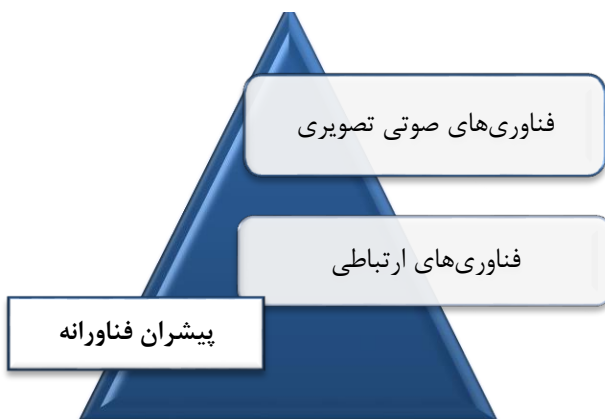 فناوری‌های صوتی تصویری
فناوری‌های ارتباطی
پیشران فناورانه